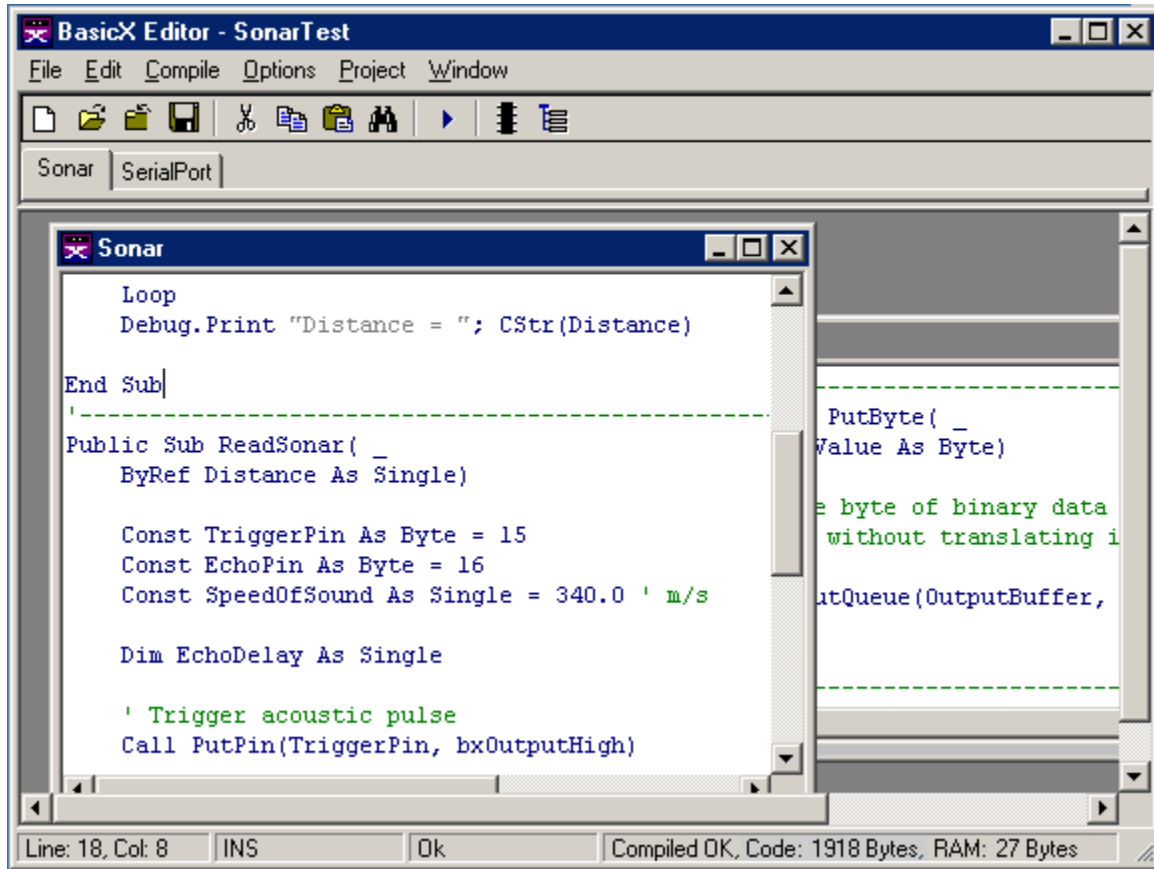 BasicX Editor - SonarTest
File Edit Compile Options Project Window
Sonar SerialPort
Sonar
Loop
Debug.Print "Distance = "; CStr(Distance)
End Sub
'--------------------------------------------------
Public Sub ReadSonar( _
ByRef Distance As Single)
Const TriggerPin As Byte = 15
Const EchoPin As Byte = 16
Const SpeedOfSound As Single = 340.0 ' m/s
Dim EchoDelay As Single
' Trigger acoustic pulse
Call PutPin(TriggerPin, bxOutputHigh)
PutByte( _
Value As Byte)
byte of binary data
without translating
(OutputBuffer,
Line: 18, Col: 8 INS Ok Compiled OK, Code: 1918 Bytes, RAM: 27 Bytes